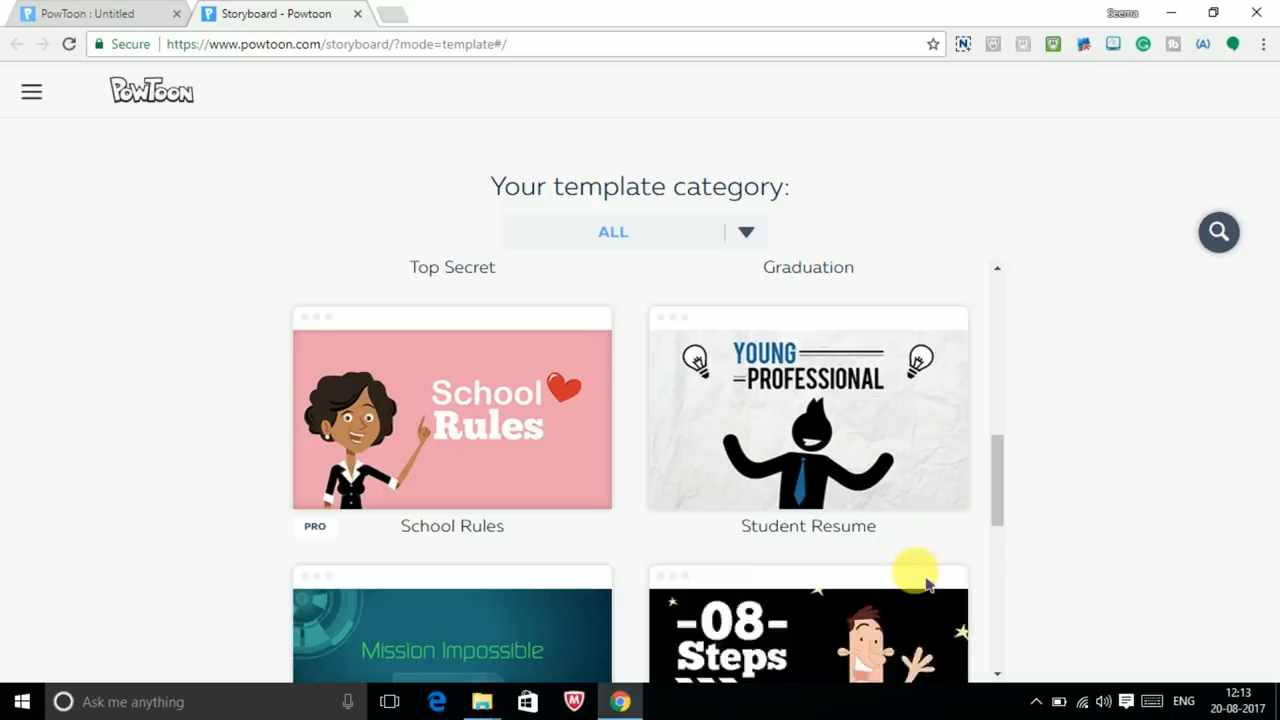 PowToon : Untitled
Storyboard - Powtoon
Seema
Secure
https://www.powtoon.com/storyboard/?mode=template#/
POWTOON
Your template category:
ALL
Top Secret
Graduation
School
Rules
YOUNG
PROFESSIONAL
PRO
School Rules
Student Resume
Mission Impossible
-08-
Steps
Ask me anything
ENG
12:13
20-08-2017